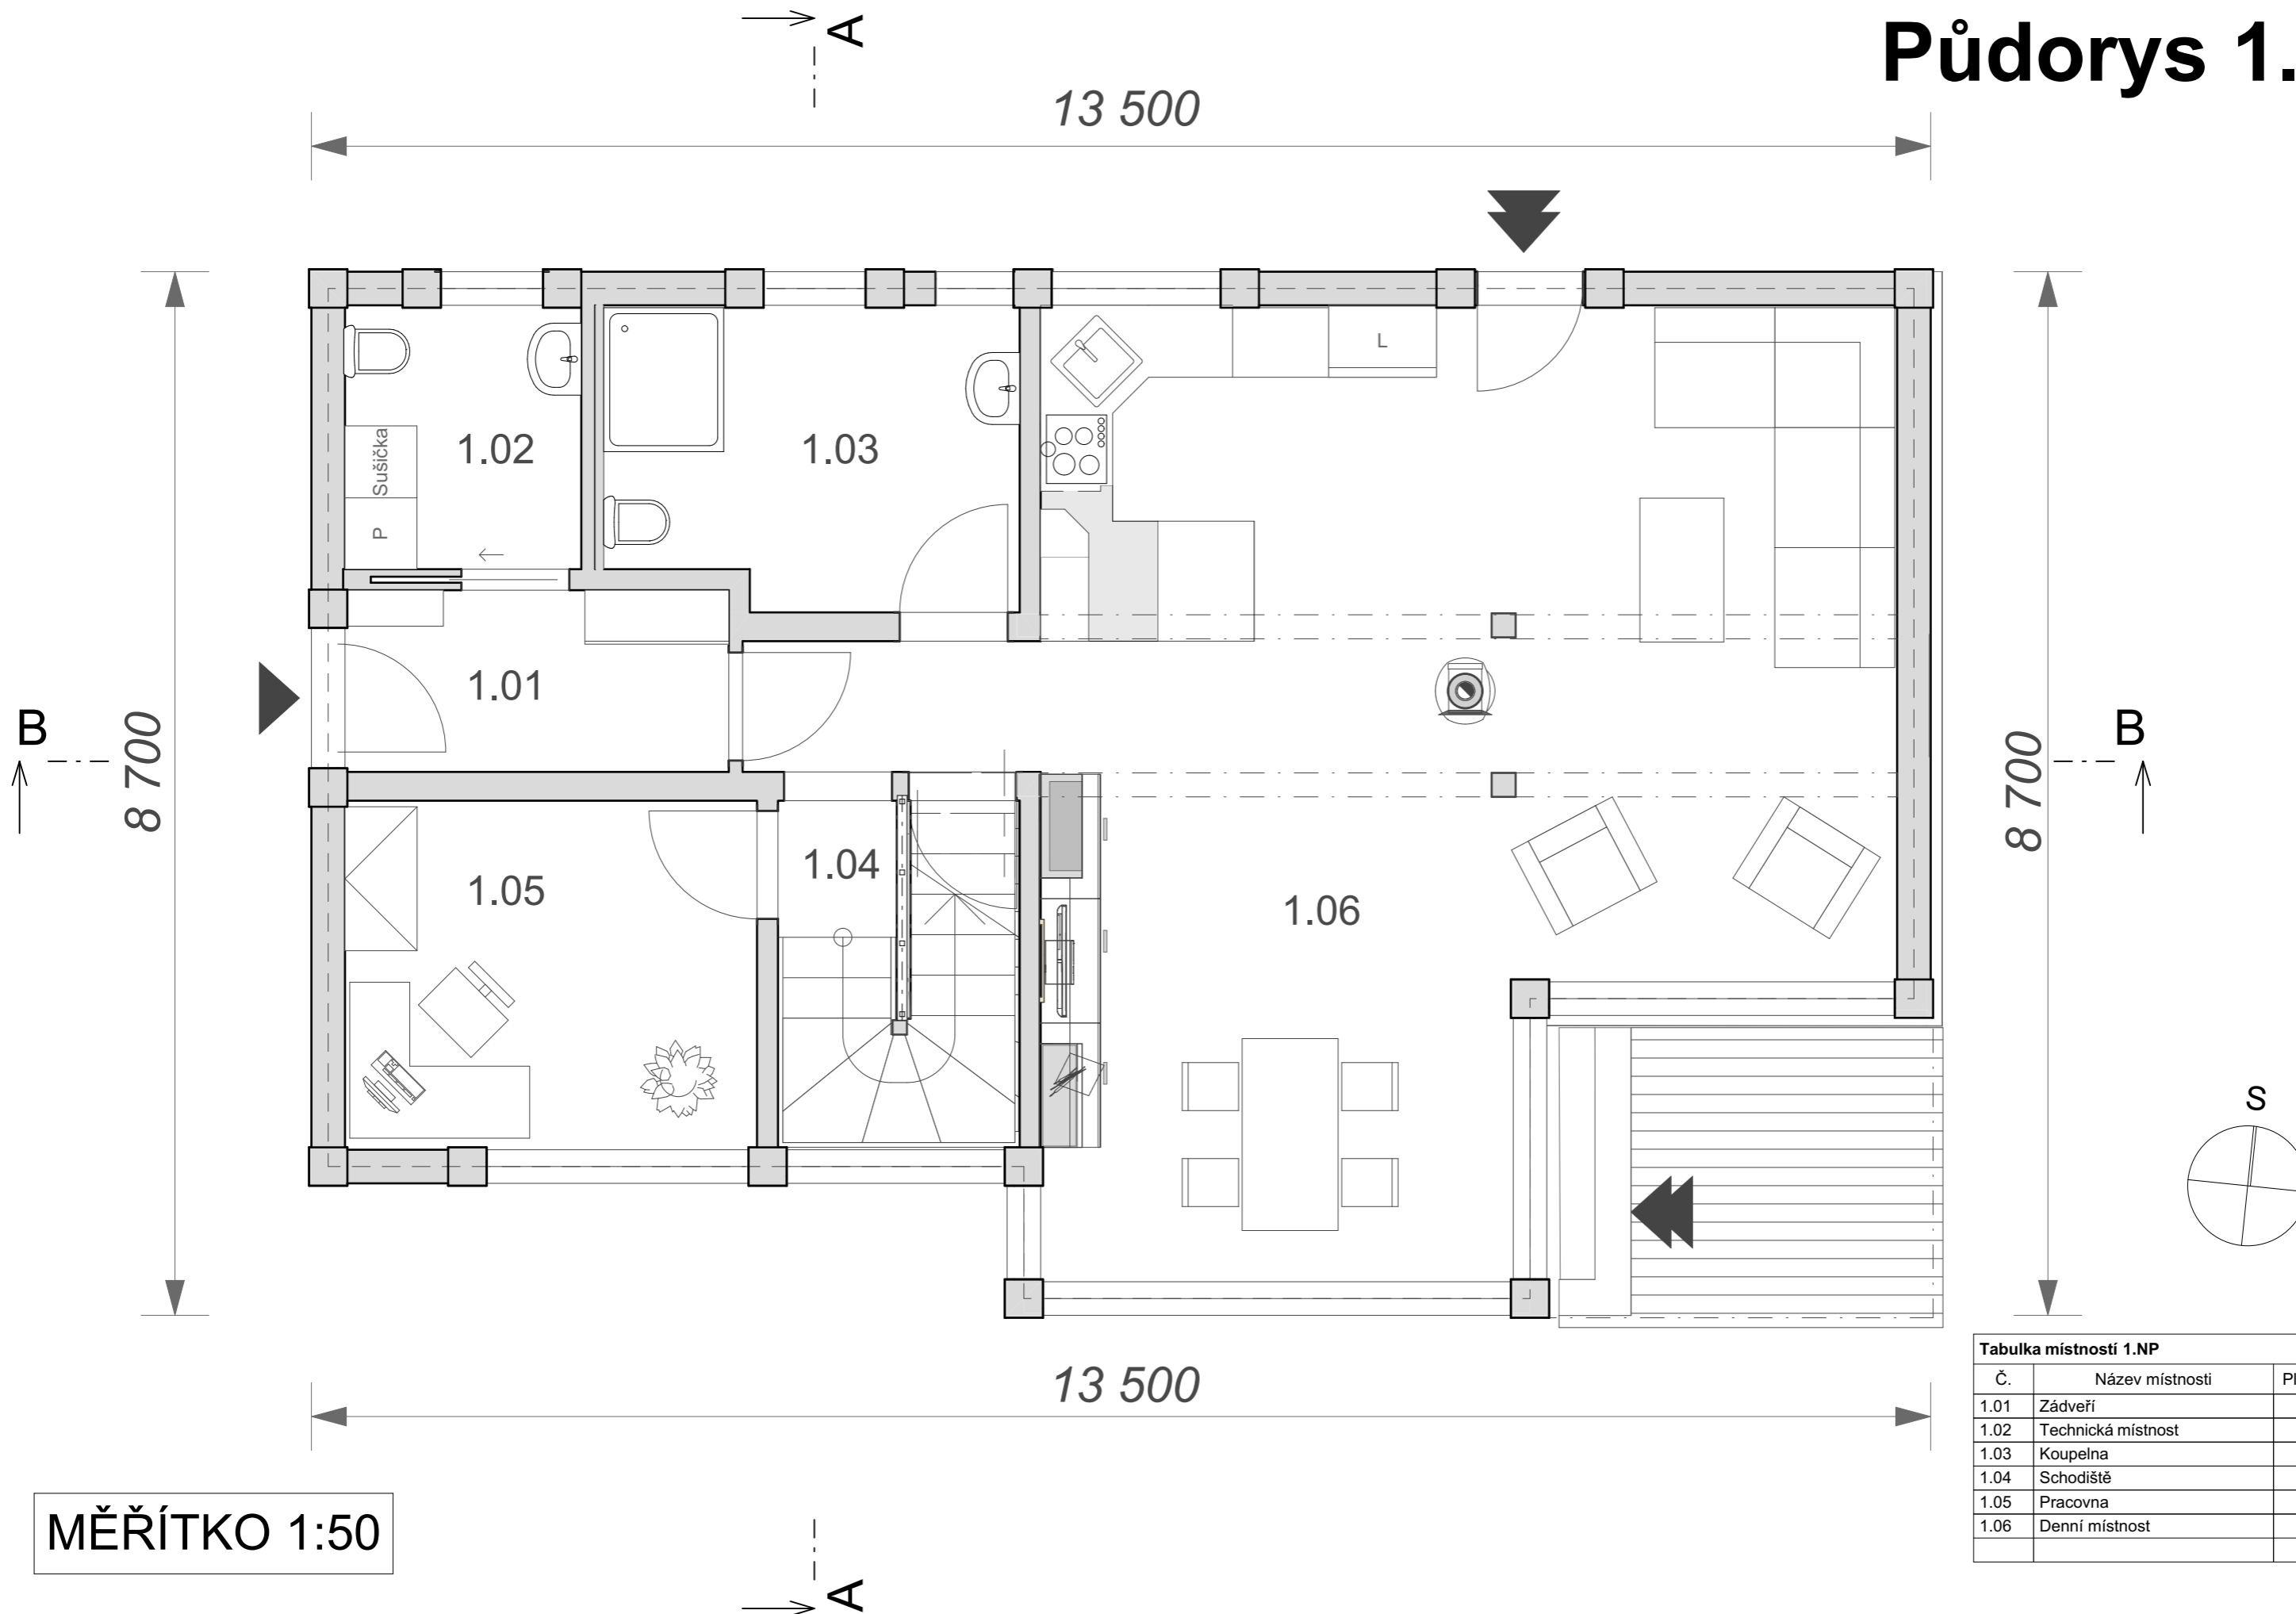 A
Půdorys 1.
13 500
L
Sušička
1.02
1.03
P
1.01
B
8 700
B
8 700
1.04
1.05
1.06
S
13 500
Tabulka místností 1.NP
Č. Název místnosti
1.01 Zádveří
1.02 Technická místnost
1.03 Koupelna
1.04 Schodiště
1.05 Pracovna
1.06 Denní místnost
MĚŘÍTKO 1:50
A